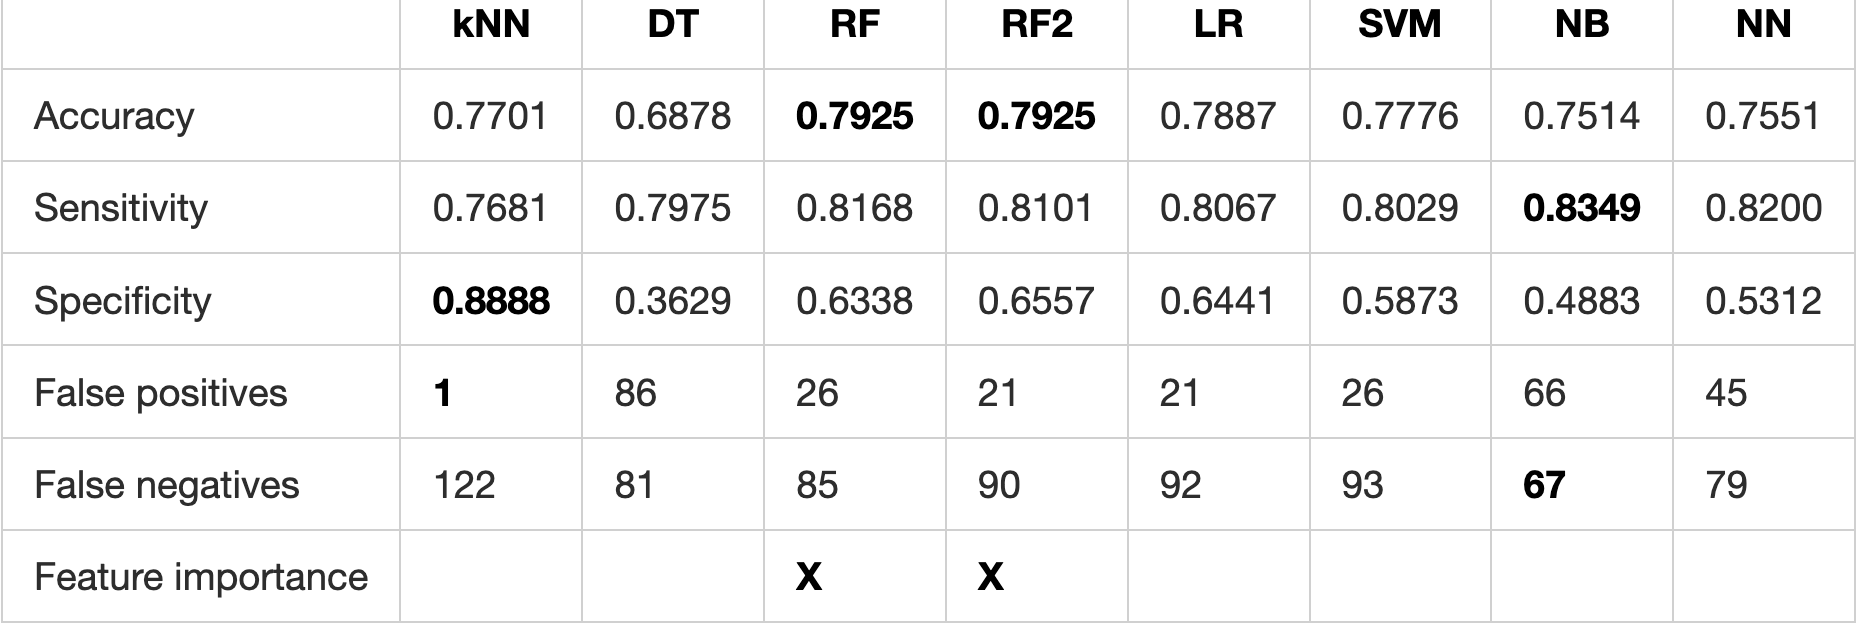 kNN DT RF RF2 LR SVM NB NN
Accuracy 0.7701 0.6878 0.7925 0.7925 0.7887 0.7776 0.7514 0.7551
Sensitivity 0.7681 0.7975 0.8168 0.8101 0.8067 0.8029 0.8349 0.8200
Specificity 0.8888 0.3629 0.6338 0.6557 0.6441 0.5873 0.4883 0.5312
False positives 1 86 26 21 21 26 66 45
False negatives 122 81 85 90 92 93 67 79
Feature importance X X